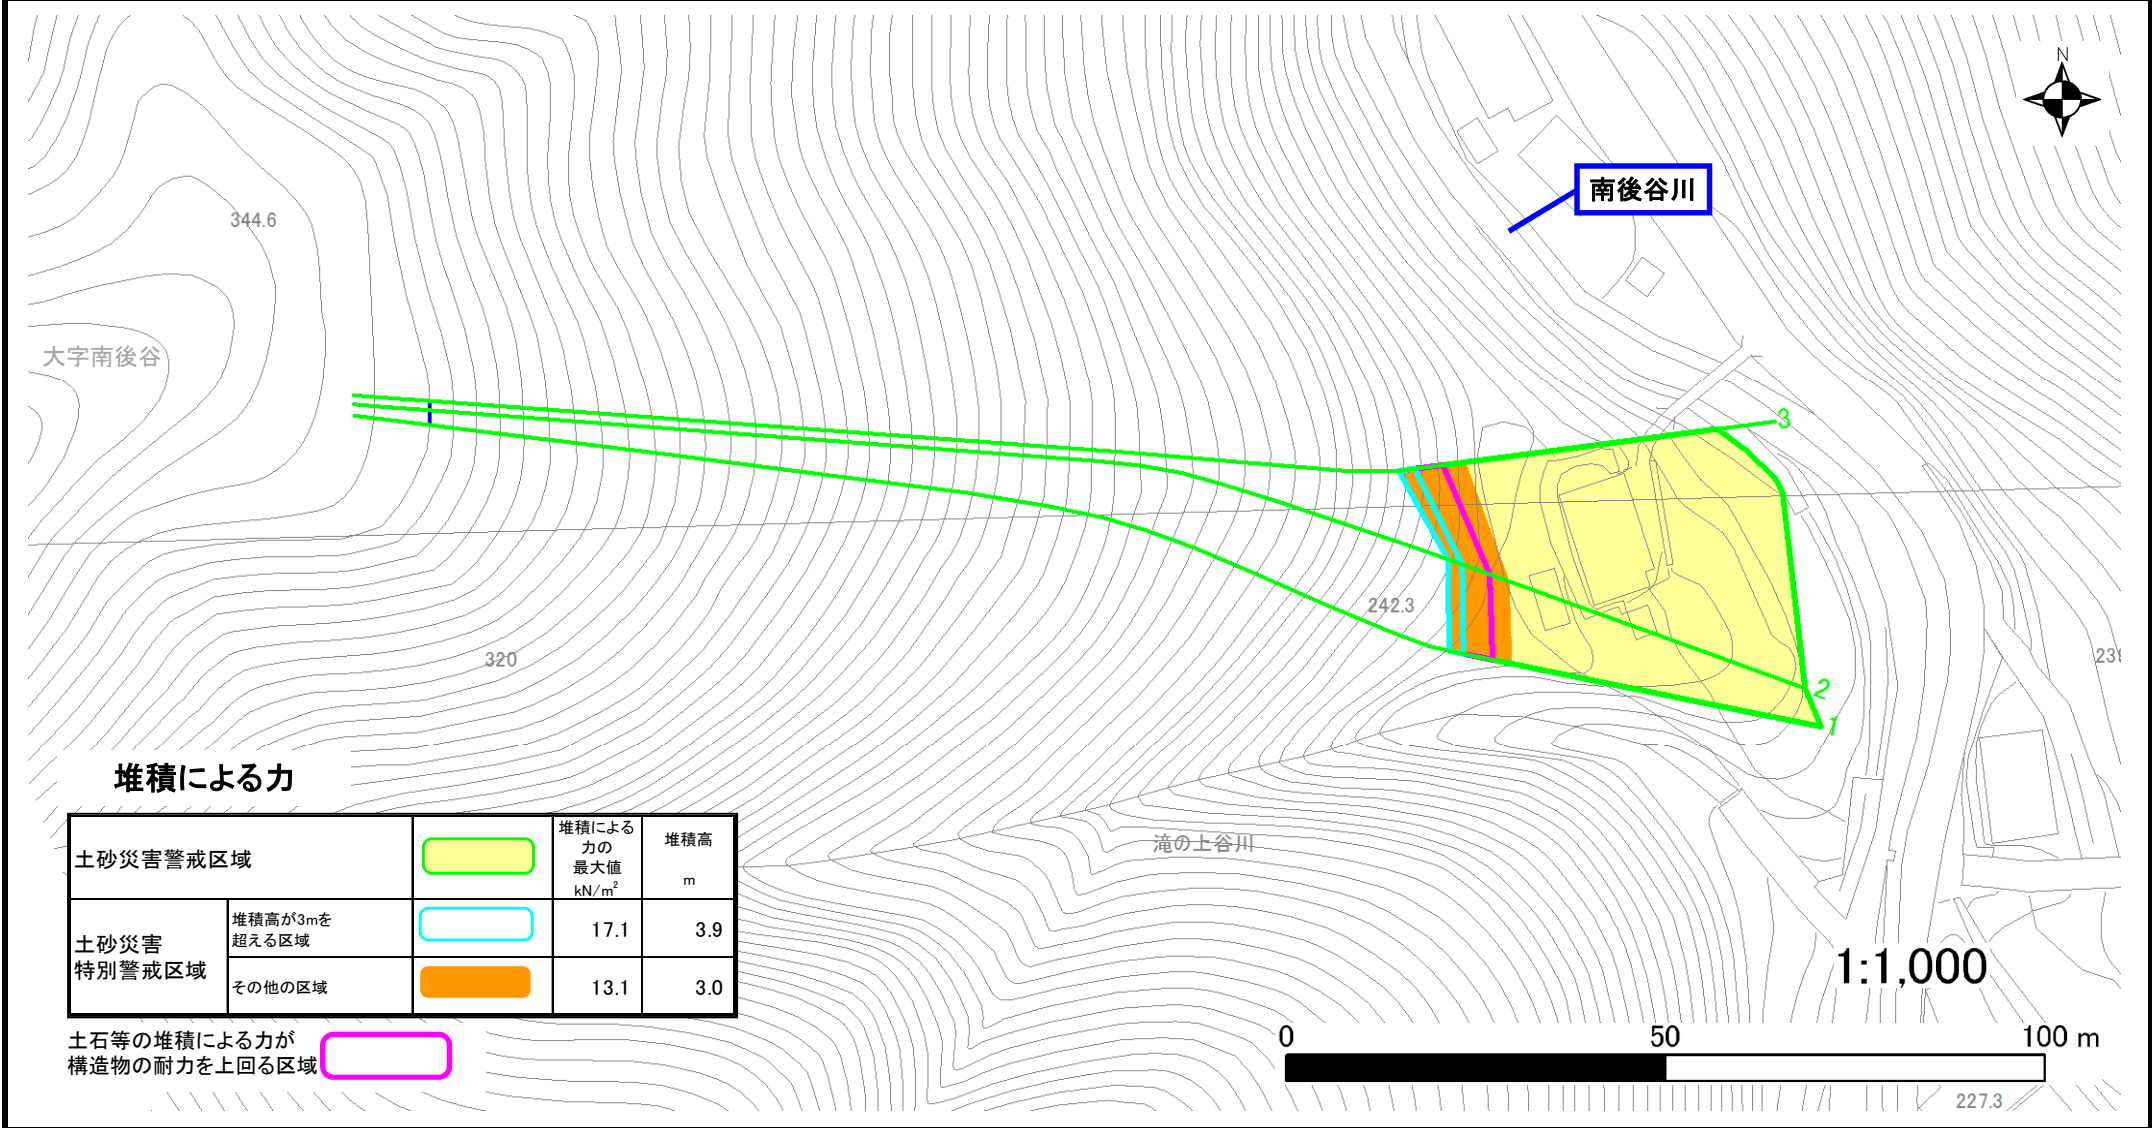 N
南後谷川
344.6
大字南後谷
3
242.3
320
2
1
堆積による力
土砂災害警戒区域
堆積による
力の
最大値
kN/m²
堆積高
m
土砂災害
特別警戒区域
堆積高が3mを
超える区域
17.1
3.9
その他の区域
13.1
3.0
土石等の堆積による力が
構造物の耐力を上回る区域
滝の上谷川
1:1,000
0
50
100 m
227.3